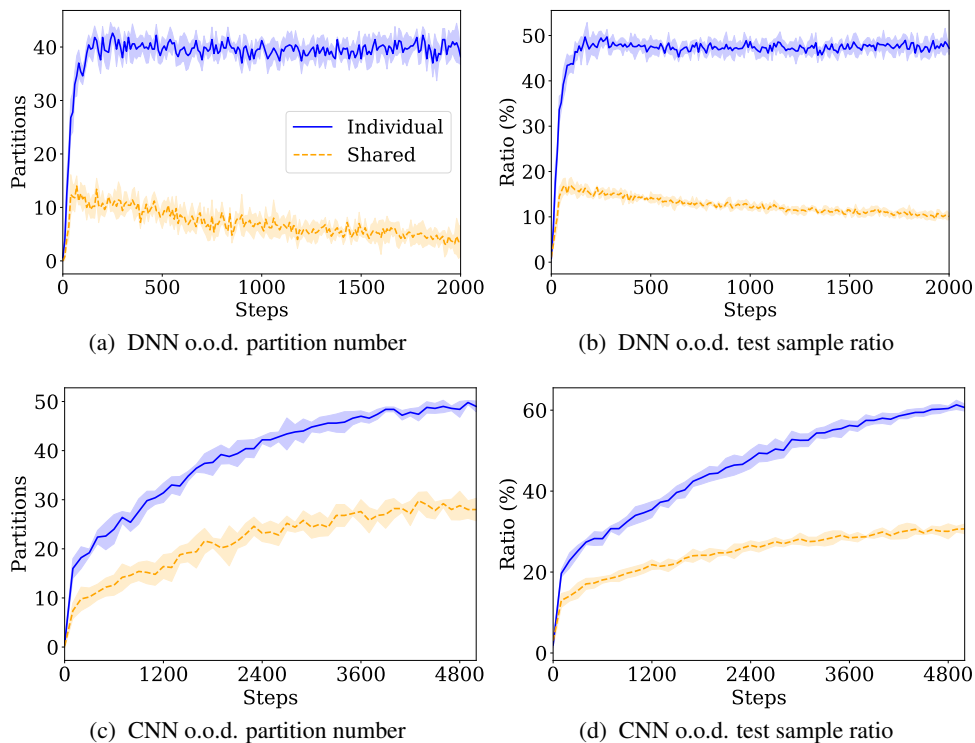 Partitions
40
30
20
10
0
Individual
Shared
0 500 1000 1500 2000
Steps
(a) DNN o.o.d. partition number
Ratio (%)
50
40
30
20
10
0
0 500 1000 1500 2000
Steps
(b) DNN o.o.d. test sample ratio
Partitions
50
40
30
20
10
0
0 1200 2400 3600 4800
Steps
(c) CNN o.o.d. partition number
Ratio (%)
60
40
20
0
0 1200 2400 3600 4800
Steps
(d) CNN o.o.d. test sample ratio